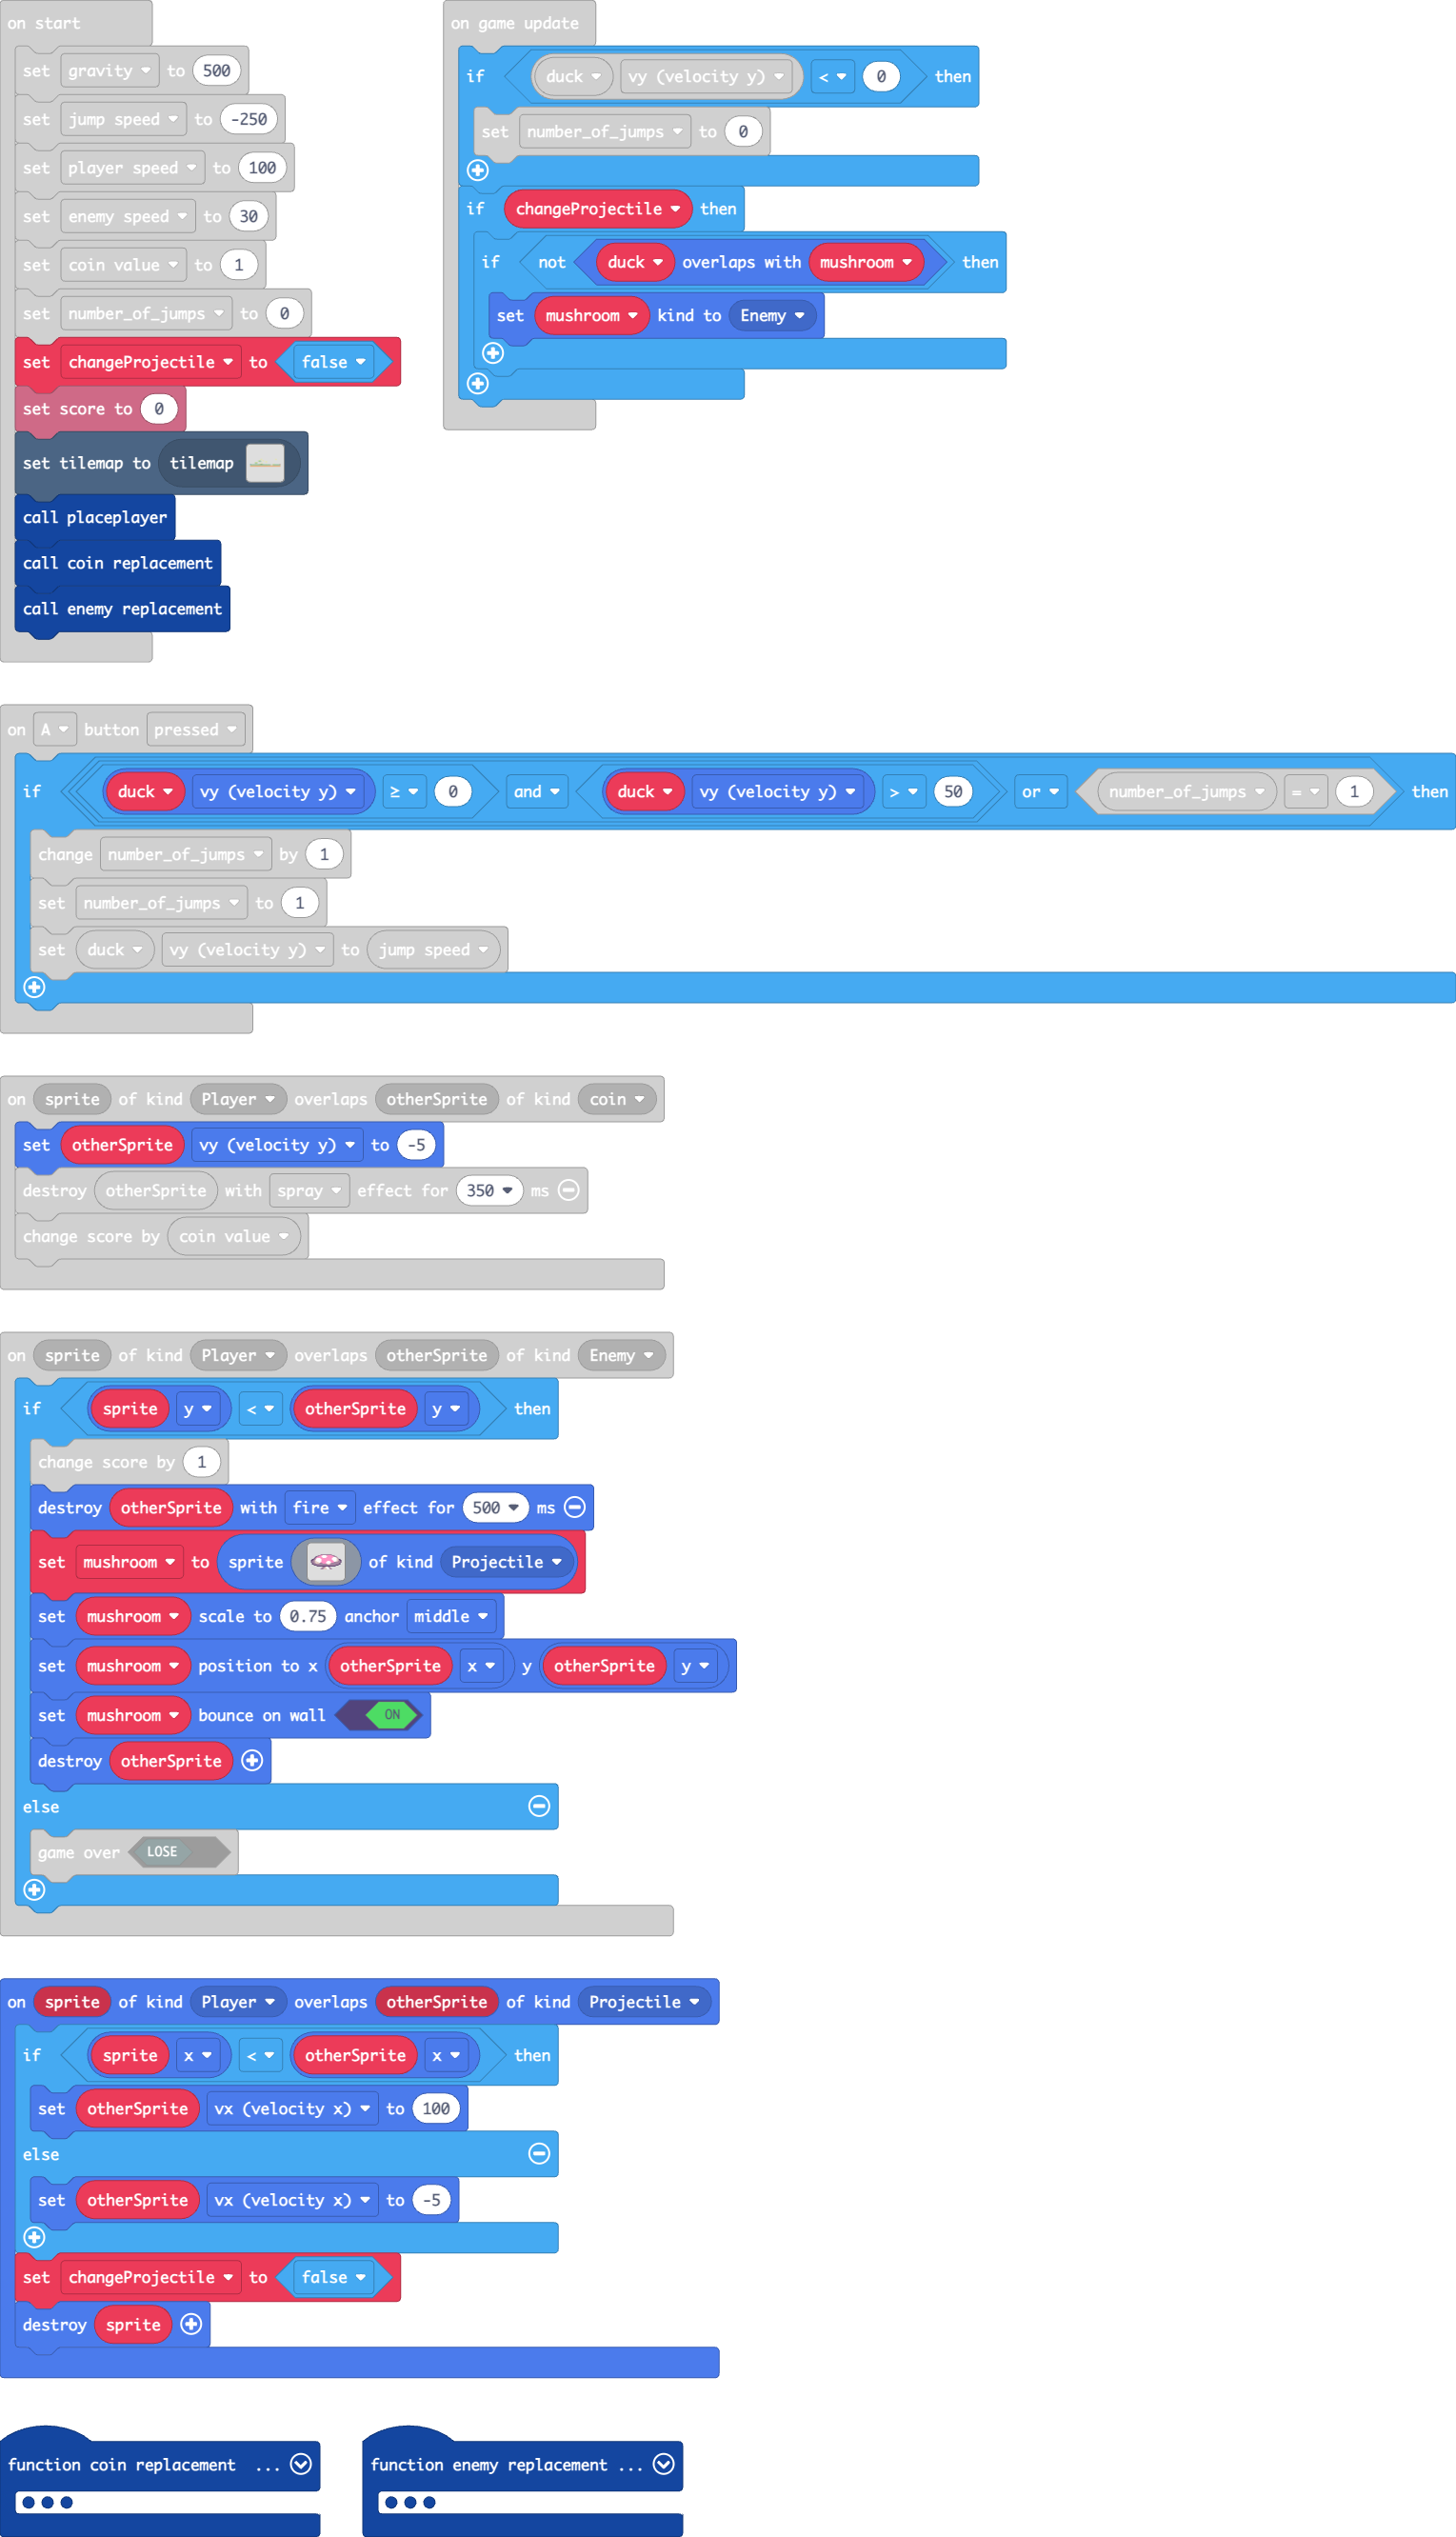 on start
set gravity to 500
set jump speed to -250
set player speed to 100
set enemy speed to 30
set coin value to 1
set number_of_jumps to 0
set changeProjectile to false
set score to 0
set tilemap to tilemap
call placeplayer
call coin replacement
call enemy replacement
on game update
if duck vy (velocity y) < 0 then
set number_of_jumps to 0
if changeProjectile then
if not duck overlaps with mushroom then
set mushroom kind to Enemy
on A button pressed
if duck vy (velocity y) ≥ 0 and duck vy (velocity y) > 50 or number_of_jumps = 1 then
change number_of_jumps by 1
set number_of_jumps to 1
set duck vy (velocity y) to jump speed
on sprite of kind Player overlaps otherSprite of kind coin
set otherSprite vy (velocity y) to -5
destroy otherSprite with spray effect for 350 ms
change score by coin value
on sprite of kind Player overlaps otherSprite of kind Enemy
if sprite y < otherSprite y then
change score by 1
destroy otherSprite with fire effect for 500 ms
set mushroom to sprite of kind Projectile
set mushroom scale to 0.75 anchor middle
set mushroom position to x otherSprite x y otherSprite y
set mushroom bounce on wall ON
destroy otherSprite
else
game over LOSE
on sprite of kind Player overlaps otherSprite of kind Projectile
if sprite x < otherSprite x then
set otherSprite vx (velocity x) to 100
else
set otherSprite vx (velocity x) to -5
set changeProjectile to false
destroy sprite
function coin replacement ...
function enemy replacement ...